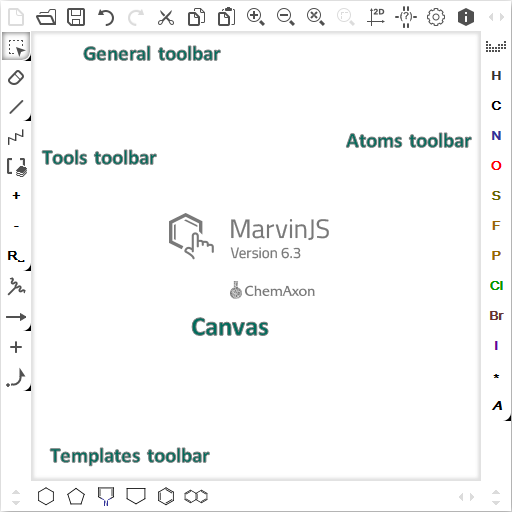 2D
(?)
General toolbar
H
C
Atoms toolbar
N
Tools toolbar
O
+
S
-
MarvinJS
F
R
Version 6.3
P
ChemAxon
Cl
Canvas
Br
I
*
A
Templates toolbar
N